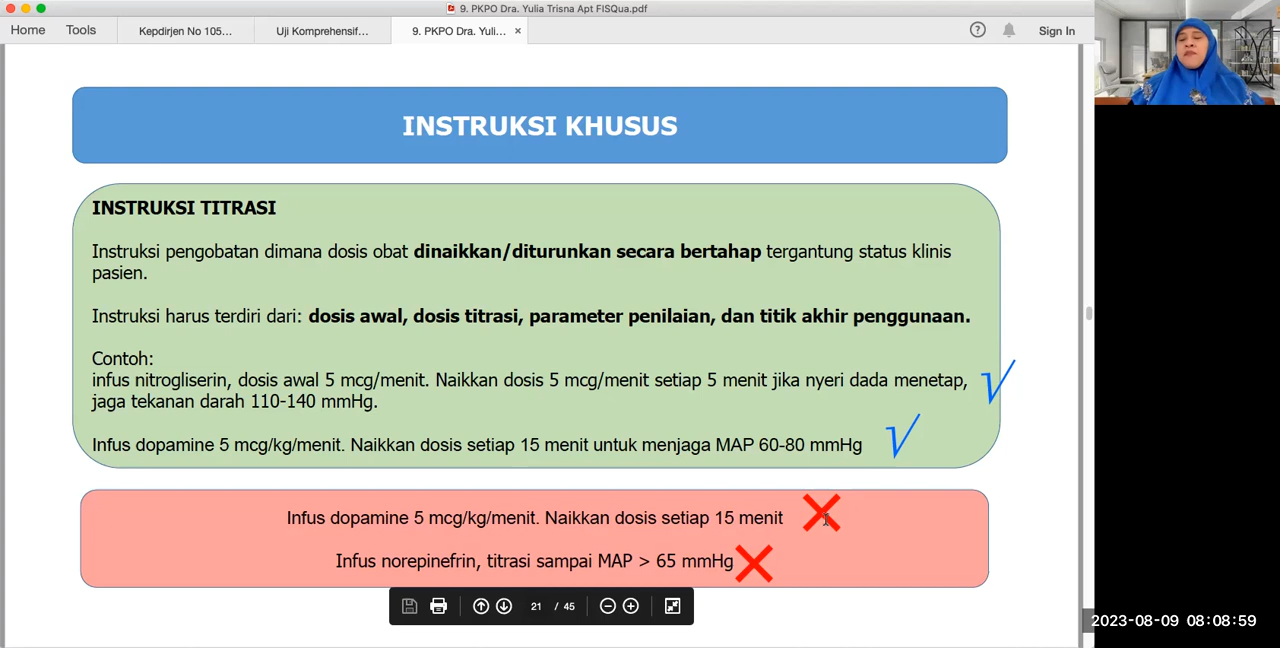 9. PKPO Dra. Yulia Trisna Apt FISQua.pdf
Home Tools Kepdirjen No 105... Uji Komprehensif... 9. PKPO Dra. Yuli... × ? Sign In
INSTRUKSI KHUSUS
INSTRUKSI TITRASI
Instruksi pengobatan dimana dosis obat dinaikkan/diturunkan secara bertahap tergantung status klinis
pasien.
Instruksi harus terdiri dari: dosis awal, dosis titrasi, parameter penilaian, dan titik akhir penggunaan.
Contoh:
infus nitrogliserin, dosis awal 5 mcg/menit. Naikkan dosis 5 mcg/menit setiap 5 menit jika nyeri dada menetap,
jaga tekanan darah 110-140 mmHg.
Infus dopamine 5 mcg/kg/menit. Naikkan dosis setiap 15 menit untuk menjaga MAP 60-80 mmHg
Infus dopamine 5 mcg/kg/menit. Naikkan dosis setiap 15 menit
Infus norepinefrin, titrasi sampai MAP > 65 mmHg
21 / 45
2023-08-09 08:08:59